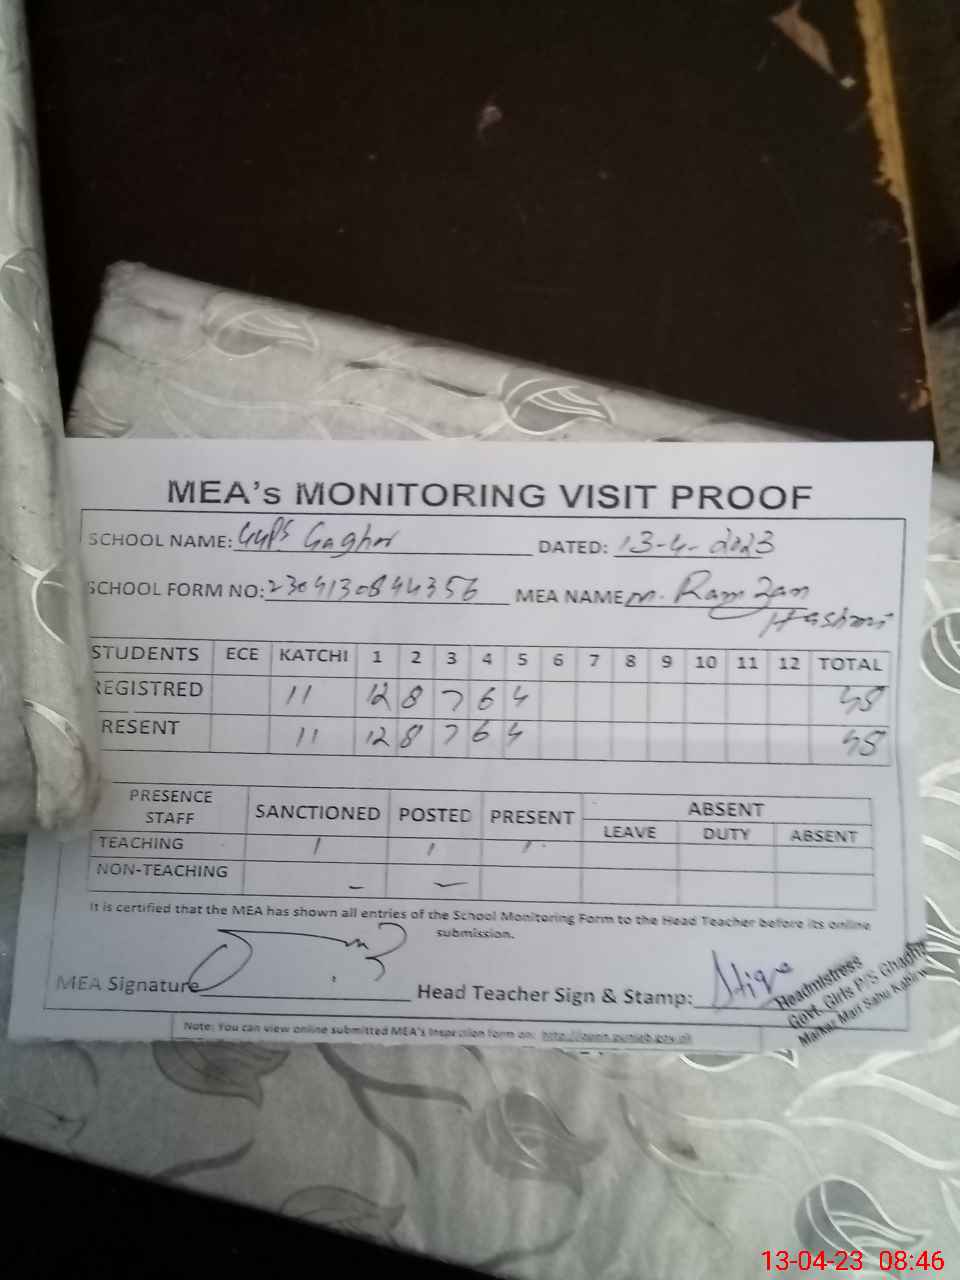 MEA's MONITORING VISIT PROOF
SCHOOL NAME: GGPS Gaghar DATED: 13-4-2023
SCHOOL FORM NO: 2304130844356 MEA NAME M. Ramzan
Hashmi
STUDENTS ECE KATCHI 1 2 3 4 5 6 7 8 9 10 11 12 TOTAL
REGISTRED 11 12 8 7 6 4 48
RESENT 11 12 8 7 6 4 48
PRESENCE STAFF SANCTIONED POSTED PRESENT ABSENT
LEAVE DUTY ABSENT
TEACHING 1 1 1
NON-TEACHING - -
It is certified that the MEA has shown all entries of the School Monitoring Form to the Head Teacher before its online
submission.
MEA Signature Head Teacher Sign & Stamp:
Headmistress
Govt. Girls P/S
Markaz Mari
Note: You can view online submitted MEA's Inspection form on:
13-04-23 08:46